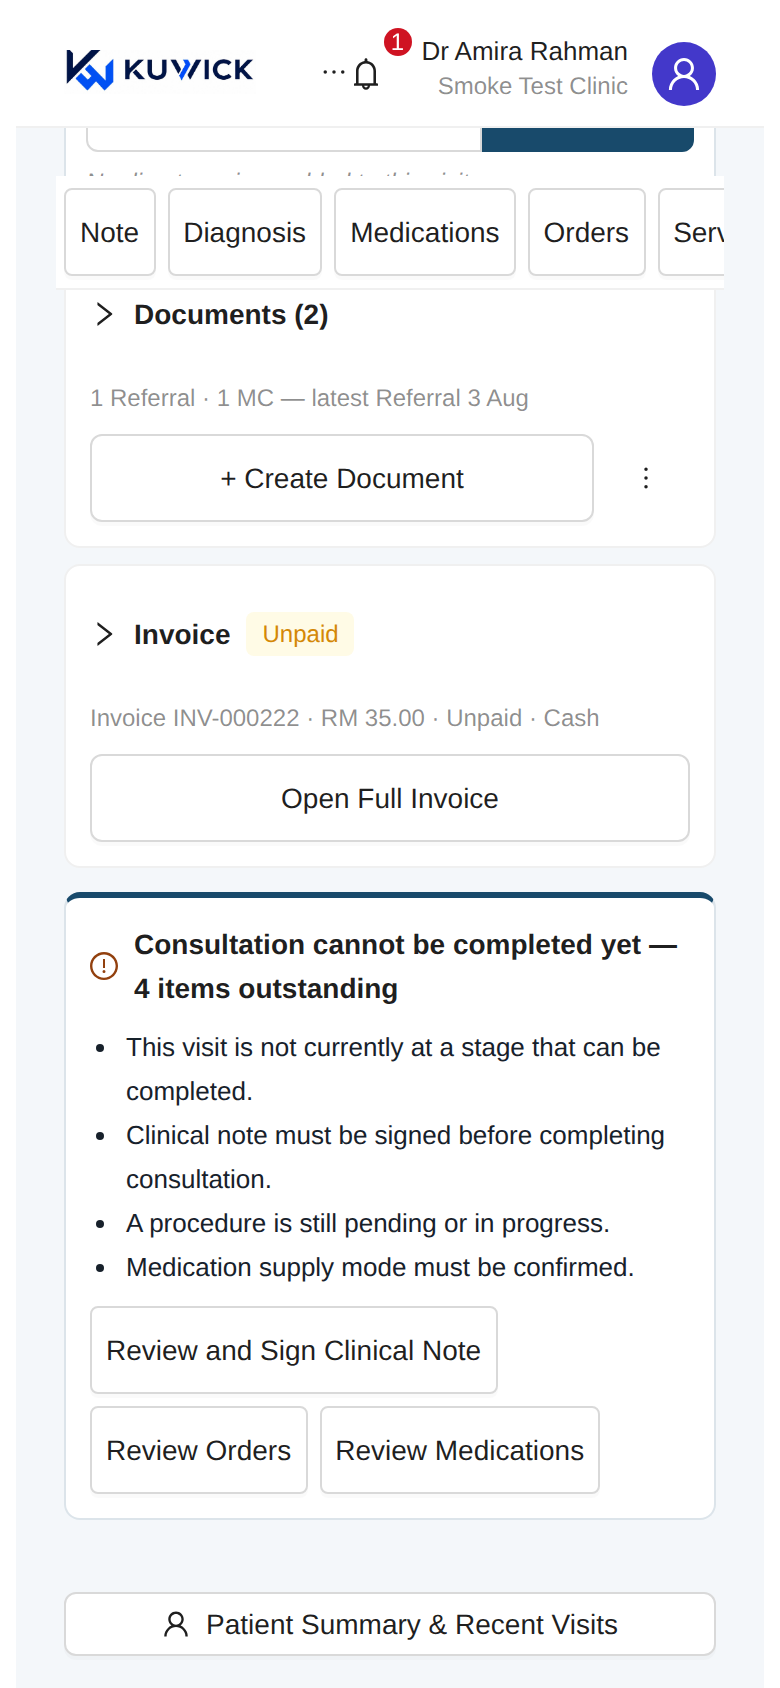 KUWICK
1
Dr Amira Rahman
Smoke Test Clinic
Note
Diagnosis
Medications
Orders
Documents (2)
1 Referral · 1 MC — latest Referral 3 Aug
+ Create Document
Invoice
Unpaid
Invoice INV-000222 · RM 35.00 · Unpaid · Cash
Open Full Invoice
Consultation cannot be completed yet —
4 items outstanding
This visit is not currently at a stage that can be
completed.
Clinical note must be signed before completing
consultation.
A procedure is still pending or in progress.
Medication supply mode must be confirmed.
Review and Sign Clinical Note
Review Orders
Review Medications
Patient Summary & Recent Visits